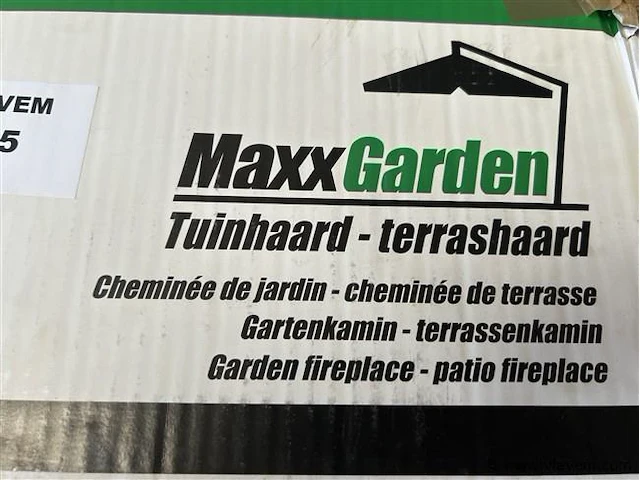 VEM
5
MaxxGarden
Tuinhaard - terrashaard
Cheminée de jardin - cheminée de terrasse
Gartenkamin - terrassenkamin
Garden fireplace - patio fireplace